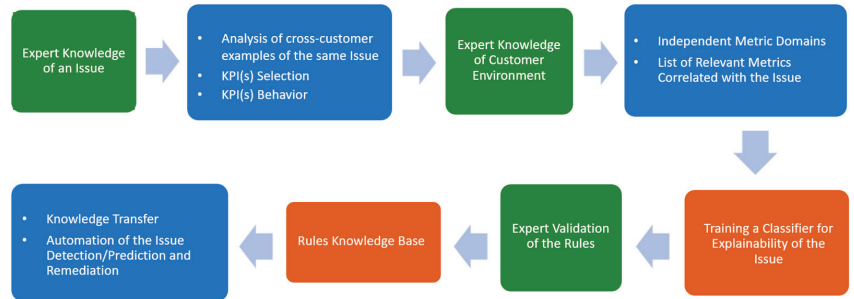 Expert Knowledge
of an Issue
• Analysis of cross-customer
examples of the same Issue
• KPI(s) Selection
• KPI(s) Behavior
Expert Knowledge
of Customer
Environment
• Independent Metric Domains
• List of Relevant Metrics
Correlated with the Issue
Training a Classifier for
Explainability of the
Issue
Expert Validation
of the Rules
Rules Knowledge Base
• Knowledge Transfer
• Automation of the Issue
Detection/Prediction and
Remediation